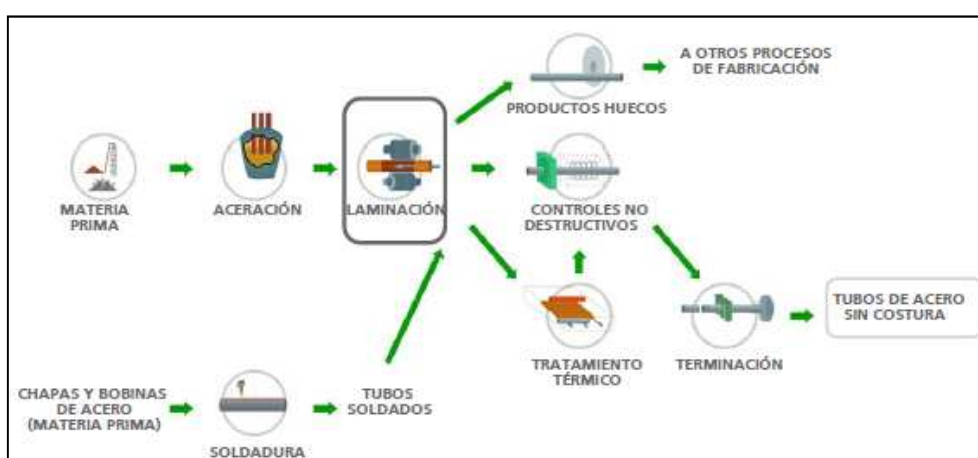 A OTROS PROCESOS
DE FABRICACIÓN
PRODUCTOS HUECOS
MATERIA
PRIMA
ACERACIÓN
LAMINACIÓN
CONTROLES NO
DESTRUCTIVOS
TUBOS DE ACERO
SIN COSTURA
TRATAMIENTO
TÉRMICO
TERMINACIÓN
CHAPAS Y BOBINAS
DE ACERO
(MATERIA PRIMA)
SOLDADURA
TUBOS
SOLDADOS